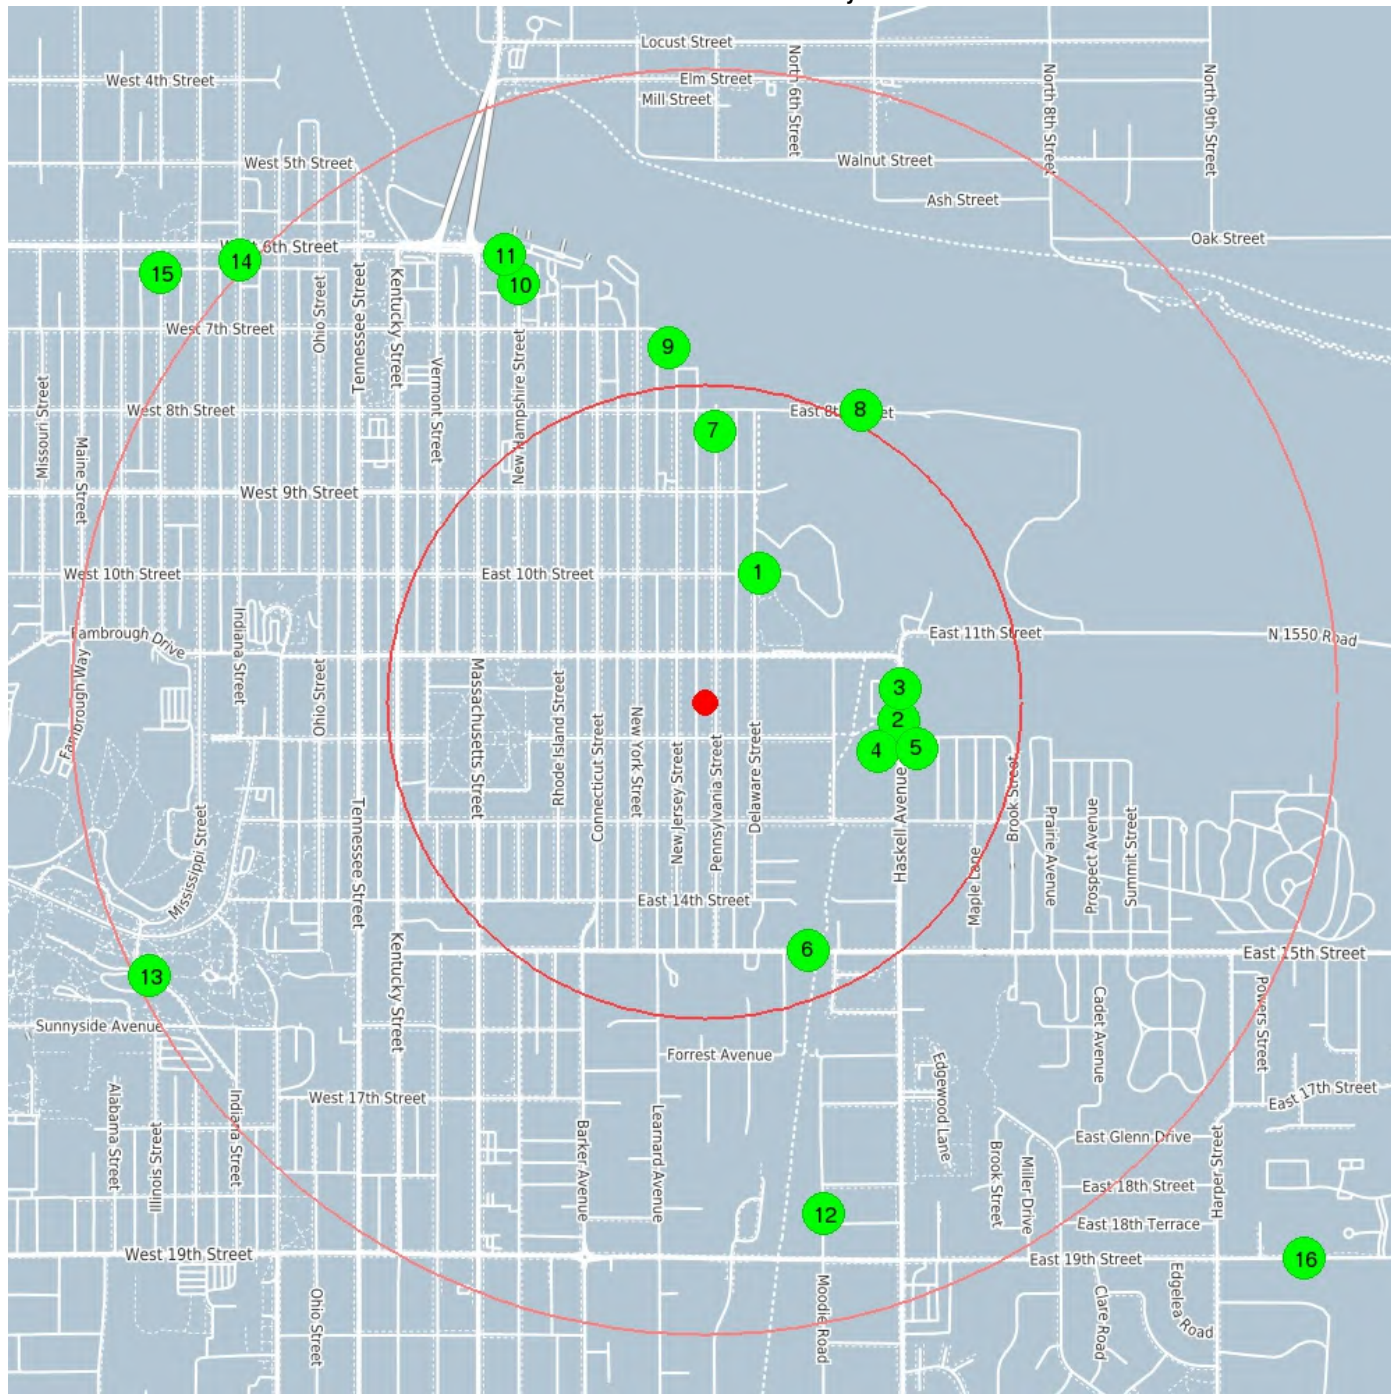 Locust Street
West 4th Street
Elm Street
Mill Street
North 6th Street
North 8th Street
North 9th Street
West 5th Street
Walnut Street
Ash Street
Oak Street
6th Street
11
14
15
10
Ohio Street
Tennessee Street
Kentucky Street
West 7th Street
Vermont Street
New Hampshire Street
9
Missouri Street
Maine Street
West 8th Street
8
East
7
West 9th Street
West 10th Street
East 10th Street
1
Indiana Street
Fambrough Drive
East 11th Street
N 1550 Road
Fambrough Way
Ohio Street
Massachusetts Street
Rhode Island Street
Connecticut Street
New York Street
New Jersey Street
Pennsylvania Street
Delaware Street
3
2
4
5
Haskell Avenue
Brook Street
Maple Lane
Prairie Avenue
Prospect Avenue
Summit Street
Mississippi Street
Tennessee Street
East 14th Street
Kentucky Street
6
East 15th Street
13
Sunnyside Avenue
Cadet Avenue
Powers Street
Forrest Avenue
Edgewood Lane
West 17th Street
East 17th Street
Alabama Street
Illinois Street
Indiana Street
Barker Avenue
Learnard Avenue
East Glenn Drive
Brook Street
Miller Drive
Harper Street
East 18th Street
12
East 18th Terrace
West 19th Street
East 19th Street
16
Ohio Street
Moodie Road
Clare Road
Edgelea Road